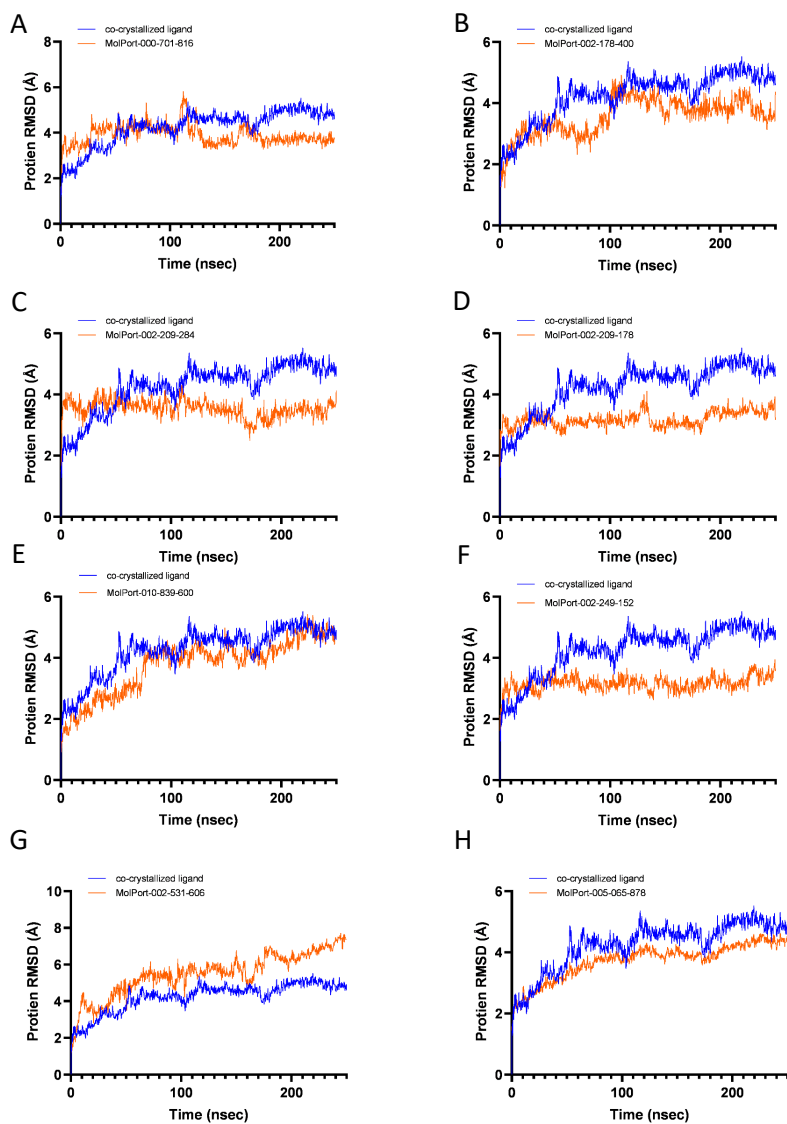 A
co-crystallized ligand
MolPort-000-701-816
Protien RMSD (Å)
8
6
4
2
0
0 100 200
Time (nsec)
B
co-crystallized ligand
MolPort-002-178-400
Protien RMSD (Å)
6
4
2
0
0 100 200
Time (nsec)
C
co-crystallized ligand
MolPort-002-209-284
Protien RMSD (Å)
6
4
2
0
0 100 200
Time (nsec)
D
co-crystallized ligand
MolPort-002-209-178
Protien RMSD (Å)
6
4
2
0
0 100 200
Time (nsec)
E
co-crystallized ligand
MolPort-010-839-600
Protien RMSD (Å)
6
4
2
0
0 100 200
Time (nsec)
F
co-crystallized ligand
MolPort-002-249-152
Protien RMSD (Å)
6
4
2
0
0 100 200
Time (nsec)
G
co-crystallized ligand
MolPort-002-531-606
Protien RMSD (Å)
10
8
6
4
2
0
0 100 200
Time (nsec)
H
co-crystallized ligand
MolPort-005-065-878
Protien RMSD (Å)
6
4
2
0
0 100 200
Time (nsec)